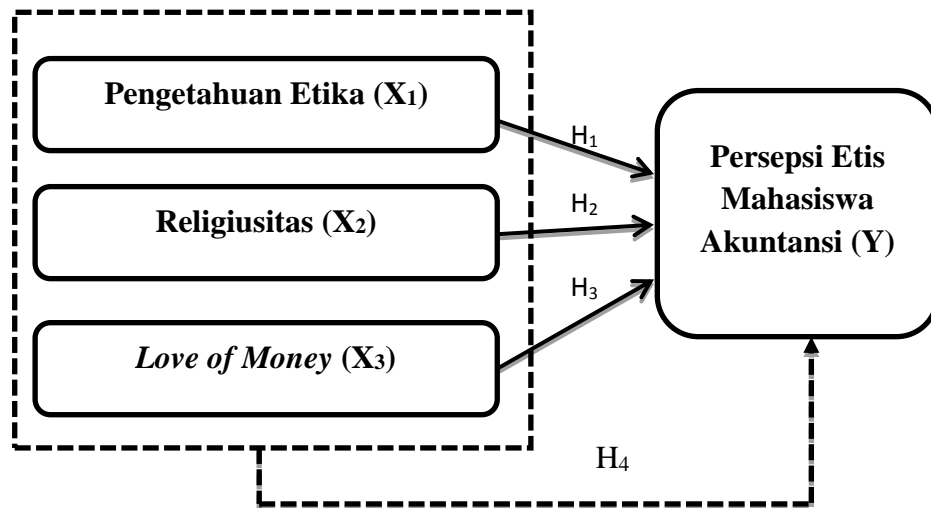 Pengetahuan Etika (X₁)
H₁
Religiusitas (X₂)
H₂
Love of Money (X₃)
H₃
Persepsi Etis
Mahasiswa
Akuntansi (Y)
H₄